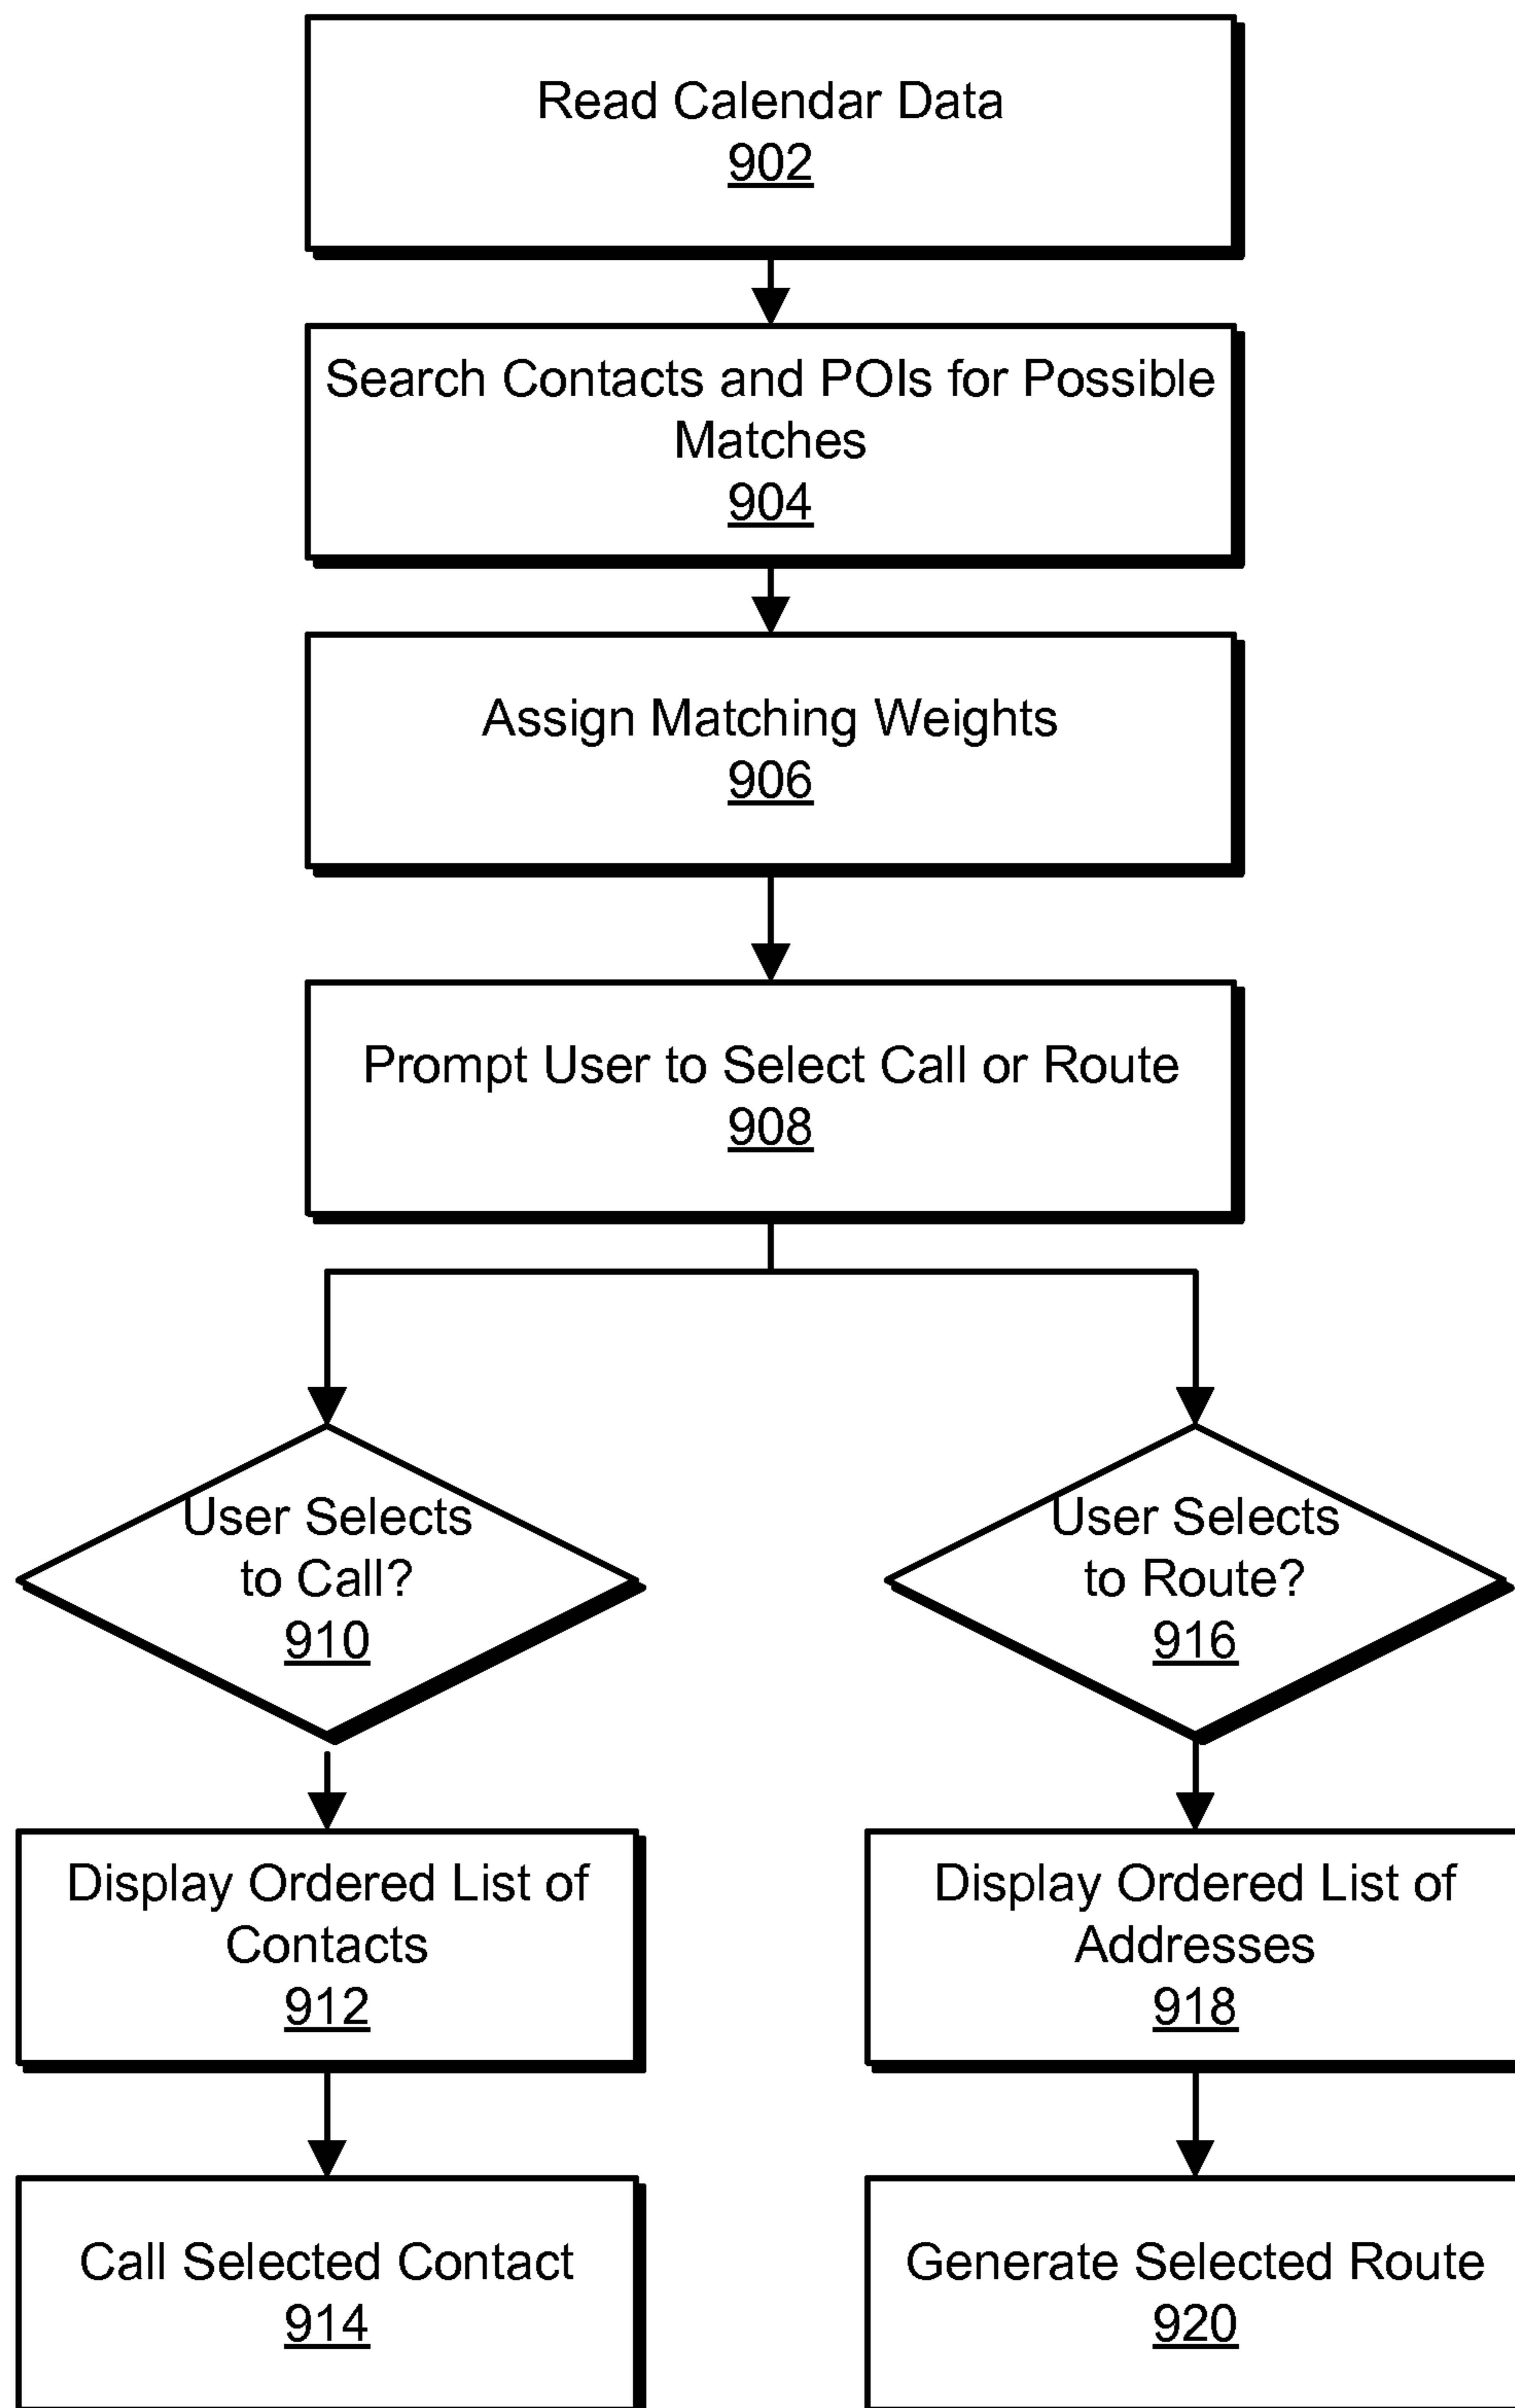 Read Calendar Data
902
Search Contacts and POIs for Possible
Matches
904
Assign Matching Weights
906
Prompt User to Select Call or Route
908
User Selects
to Call?
910
User Selects
to Route?
916
Display Ordered List of
Contacts
912
Display Ordered List of
Addresses
918
Call Selected Contact
914
Generate Selected Route
920